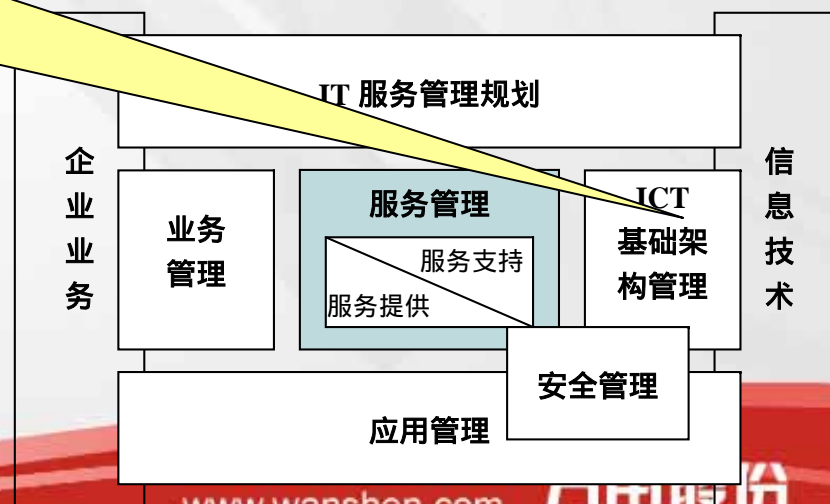 IT 服务管理规划
企
业
业
务
业务
管理
服务管理
服务支持
服务提供
ICT
基础架
构管理
信
息
技
术
安全管理
应用管理